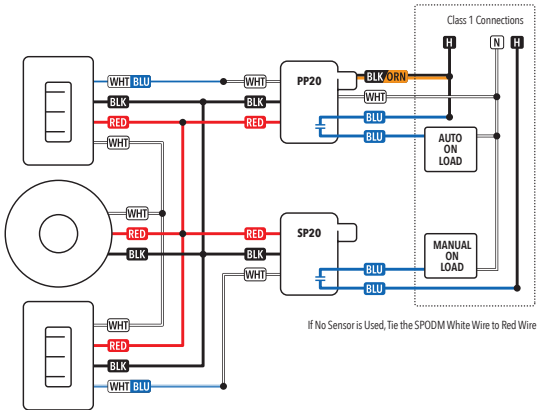 Class 1 Connections
H N H
WHT BLU WHT PP20 BLK ORN
BLK BLK WHT
RED RED BLU
WHT BLU
AUTO
ON
LOAD
WHT
RED RED SP20
BLK BLK
WHT
MANUAL
ON
LOAD
BLU
BLU
WHT
RED
BLK
WHT BLU
If No Sensor is Used, Tie the SPODM White Wire to Red Wire